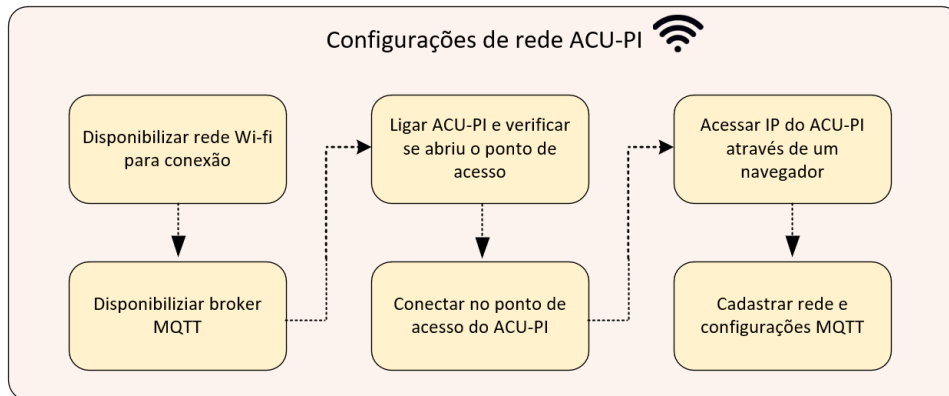 Configurações de rede ACU-PI
Disponibilizar rede Wi-fi
para conexão
Disponibiliziar broker
MQTT
Ligar ACU-PI e verificar
se abriu o ponto de
acesso
Conectar no ponto de
acesso do ACU-PI
Acessar IP do ACU-PI
através de um
navegador
Cadastrar rede e
configurações MQTT